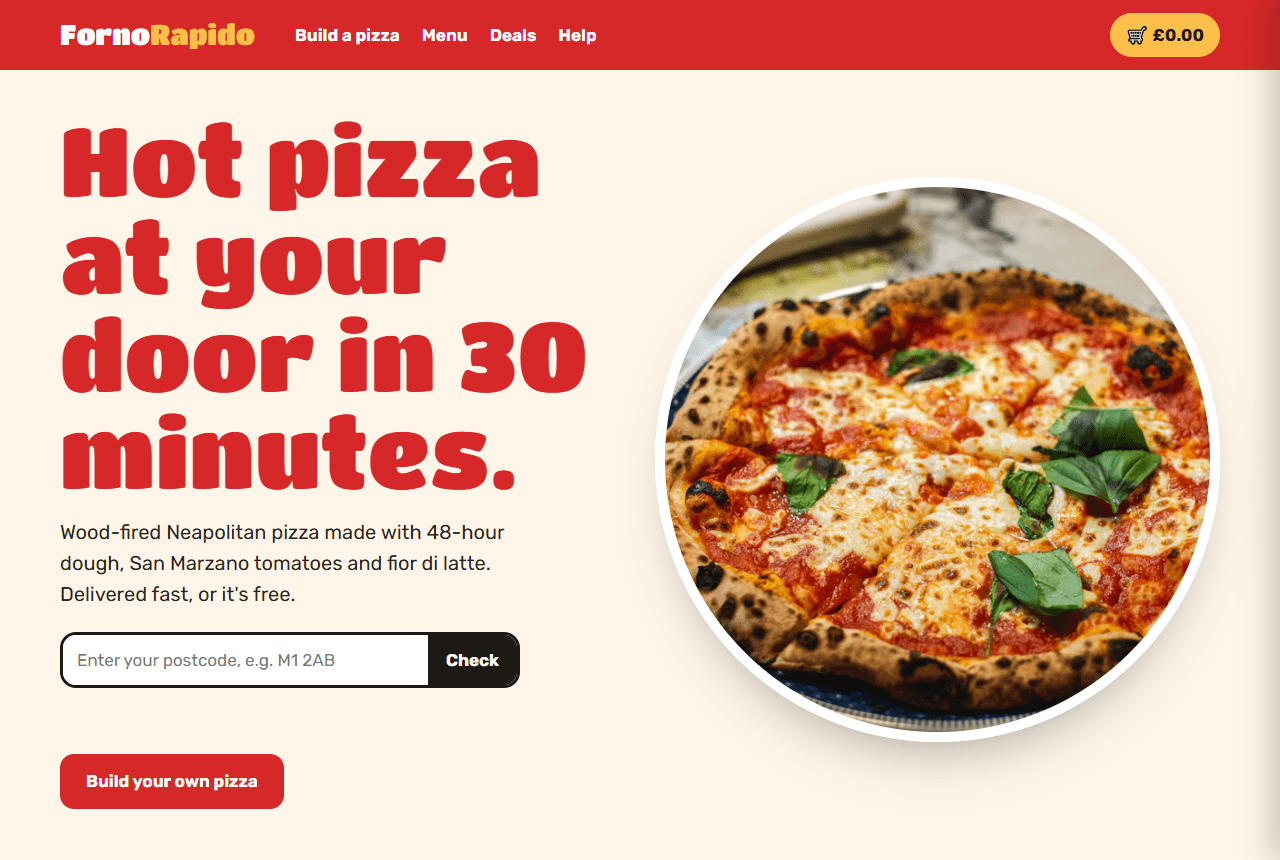 FornoRapido
Build a pizza
Menu
Deals
Help
£0.00
Hot pizza
at your
door in 30
minutes.
Wood-fired Neapolitan pizza made with 48-hour
dough, San Marzano tomatoes and fior di latte.
Delivered fast, or it's free.
Enter your postcode, e.g. M1 2AB
Check
Build your own pizza